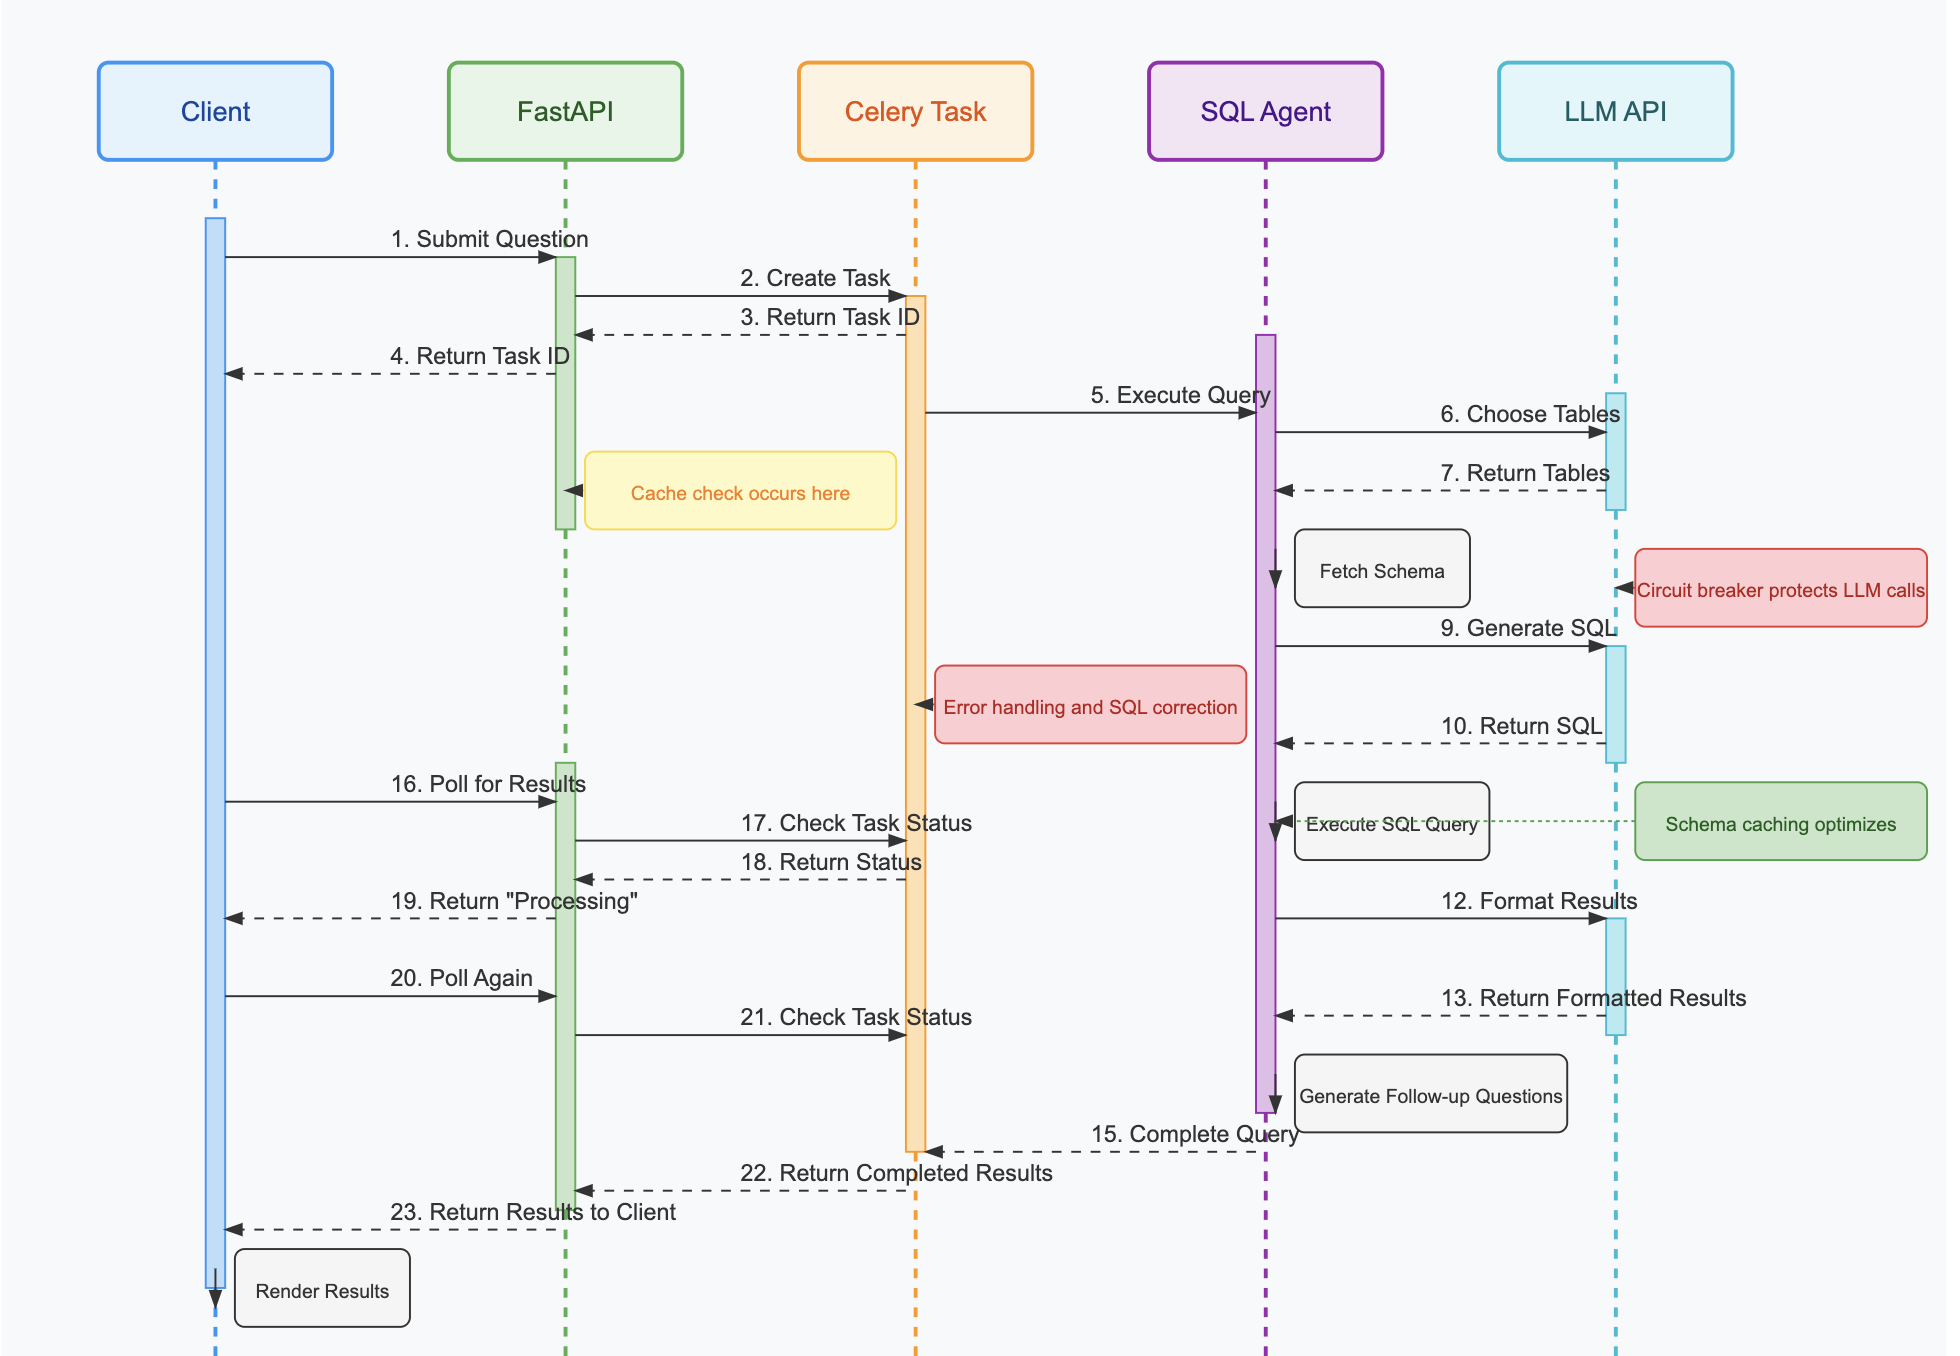 Client
FastAPI
Celery Task
SQL Agent
LLM API
1. Submit Question
2. Create Task
3. Return Task ID
4. Return Task ID
5. Execute Query
6. Choose Tables
7. Return Tables
Cache check occurs here
Fetch Schema
Circuit breaker protects LLM calls
9. Generate SQL
Error handling and SQL correction
10. Return SQL
16. Poll for Results
17. Check Task Status
Execute SQL Query
Schema caching optimizes
18. Return Status
19. Return "Processing"
12. Format Results
20. Poll Again
13. Return Formatted Results
21. Check Task Status
Generate Follow-up Questions
15. Complete Query
22. Return Completed Results
23. Return Results to Client
Render Results